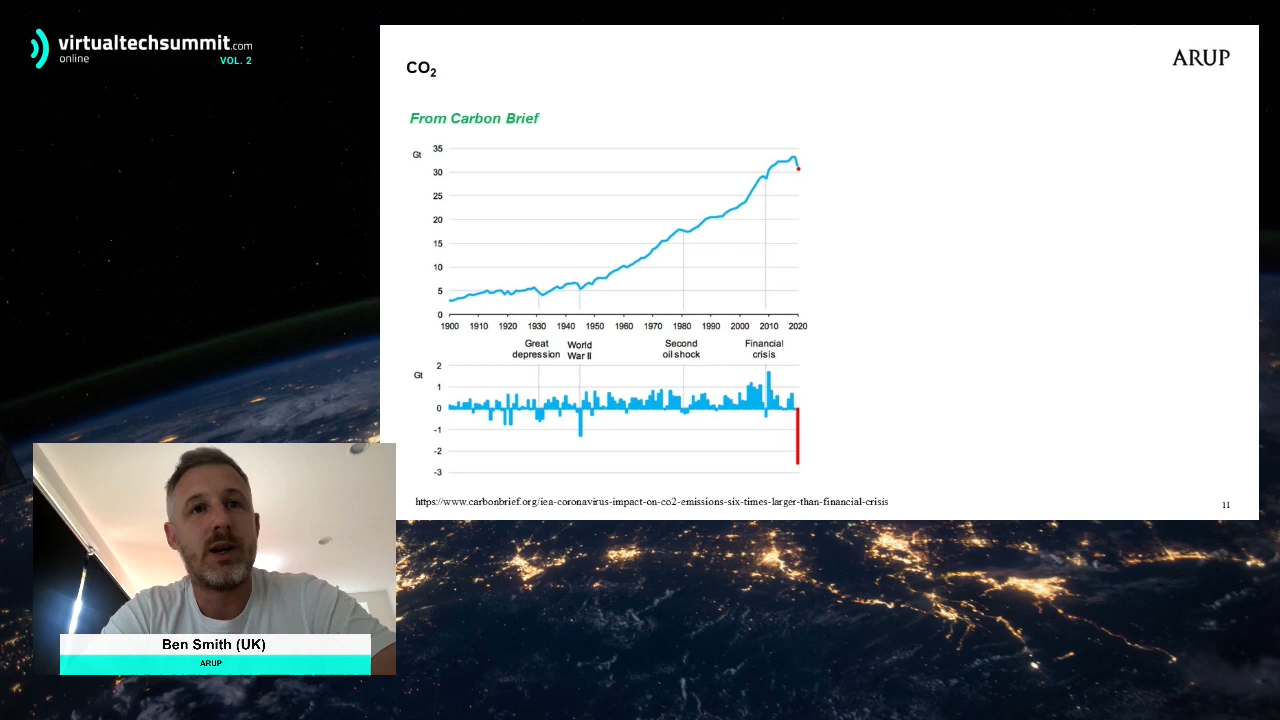 virtualtechsummit.com
online
VOL. 2
ARUP
CO2
From Carbon Brief
Gt
35
30
25
20
15
10
5
0
1900 1910 1920 1930 1940 1950 1960 1970 1980 1990 2000 2010 2020
Great depression
World War II
Second oil shock
Financial crisis
Gt
2
1
0
-1
-2
-3
https://www.carbonbrief.org/iea-coronavirus-impact-on-co2-emissions-six-times-larger-than-financial-crisis
11
Ben Smith (UK)
ARUP